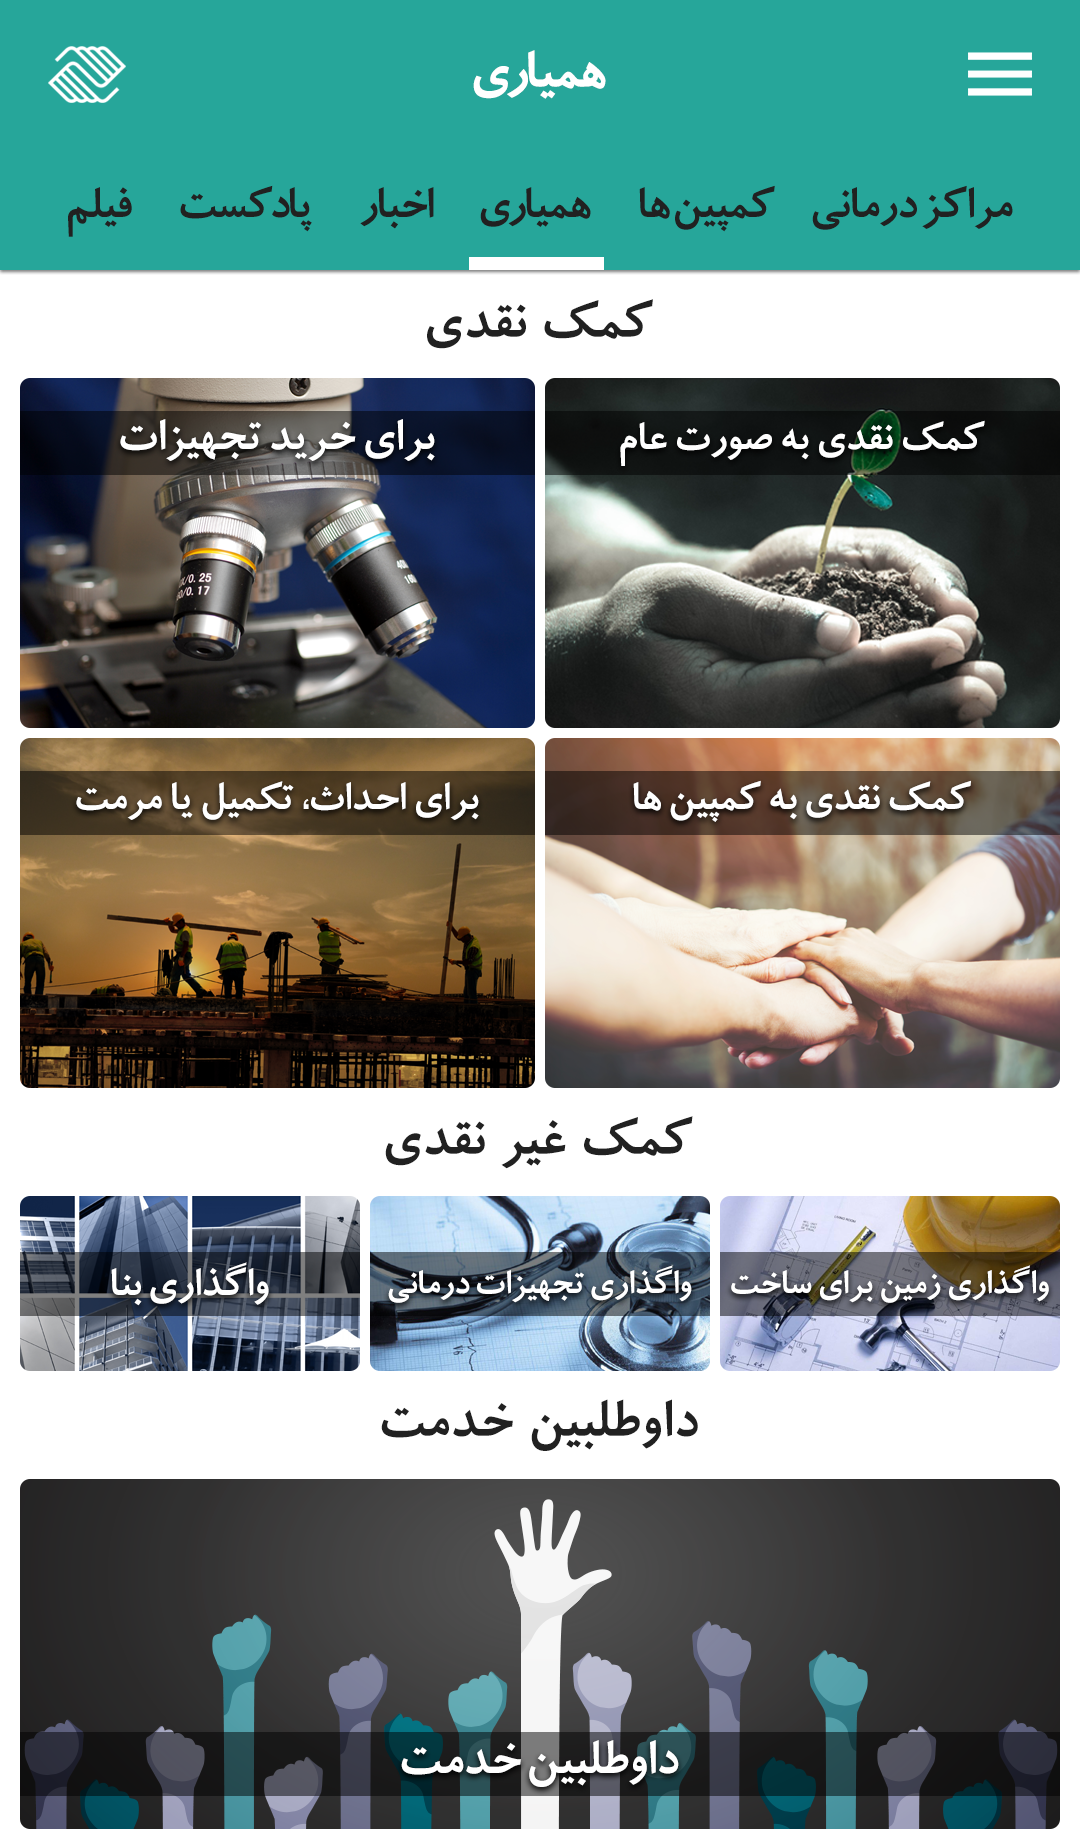 همیاری
مراکز درمانی
کمپین‌ها
همیاری
اخبار
پادکست
فیلم
کمک نقدی
کمک نقدی به صورت عام
برای خرید تجهیزات
کمک نقدی به کمپین ها
برای احداث، تکمیل یا مرمت
کمک غیر نقدی
واگذاری زمین برای ساخت
واگذاری تجهیزات درمانی
واگذاری بنا
داوطلبین خدمت
داوطلبین خدمت